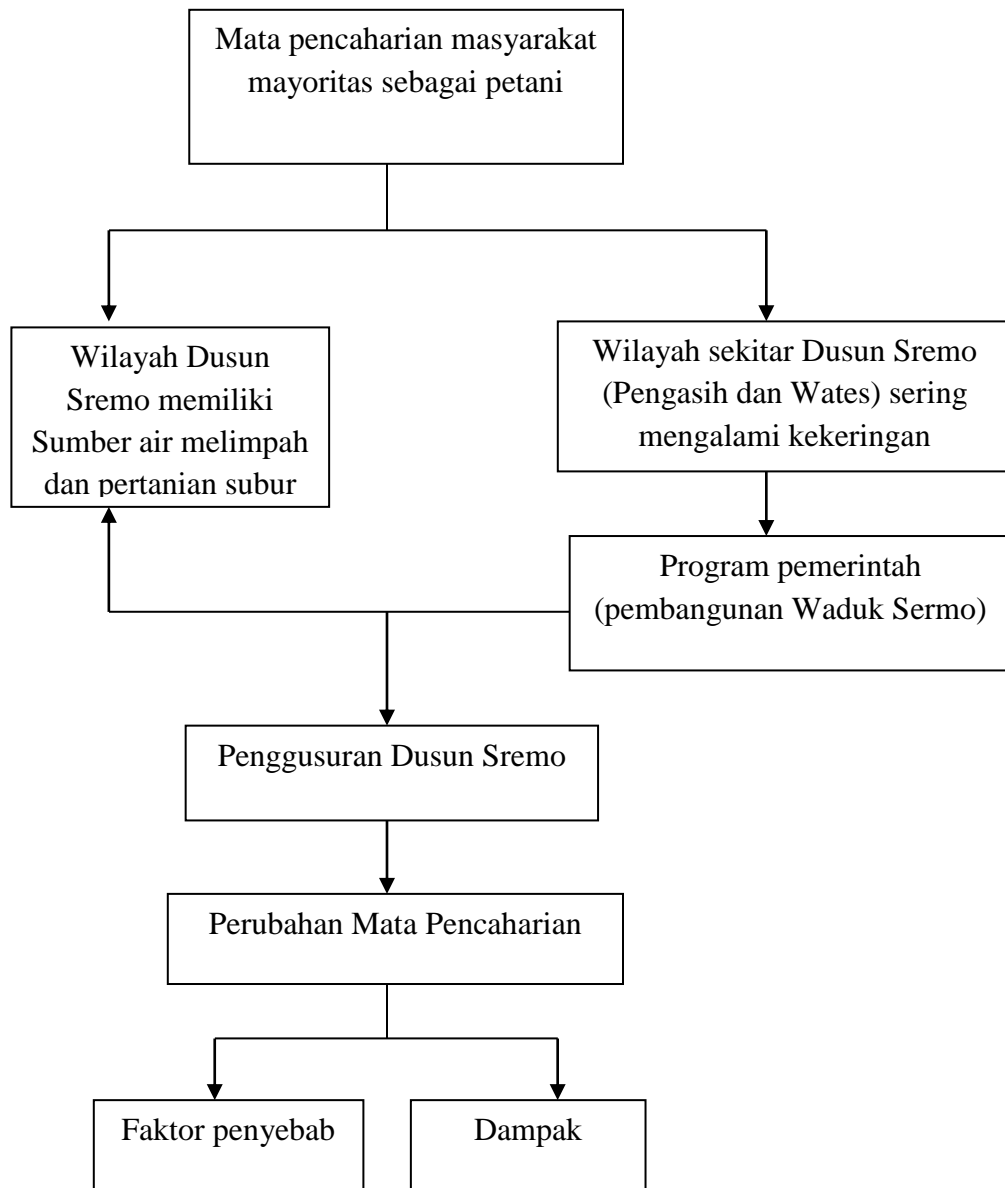 Mata pencaharian masyarakat
mayoritas sebagai petani
Wilayah Dusun
Sremo memiliki
Sumber air melimpah
dan pertanian subur
Wilayah sekitar Dusun Sremo
(Pengasih dan Wates) sering
mengalami kekeringan
Program pemerintah
(pembangunan Waduk Sermo)
Penggusuran Dusun Sremo
Perubahan Mata Pencaharian
Faktor penyebab
Dampak